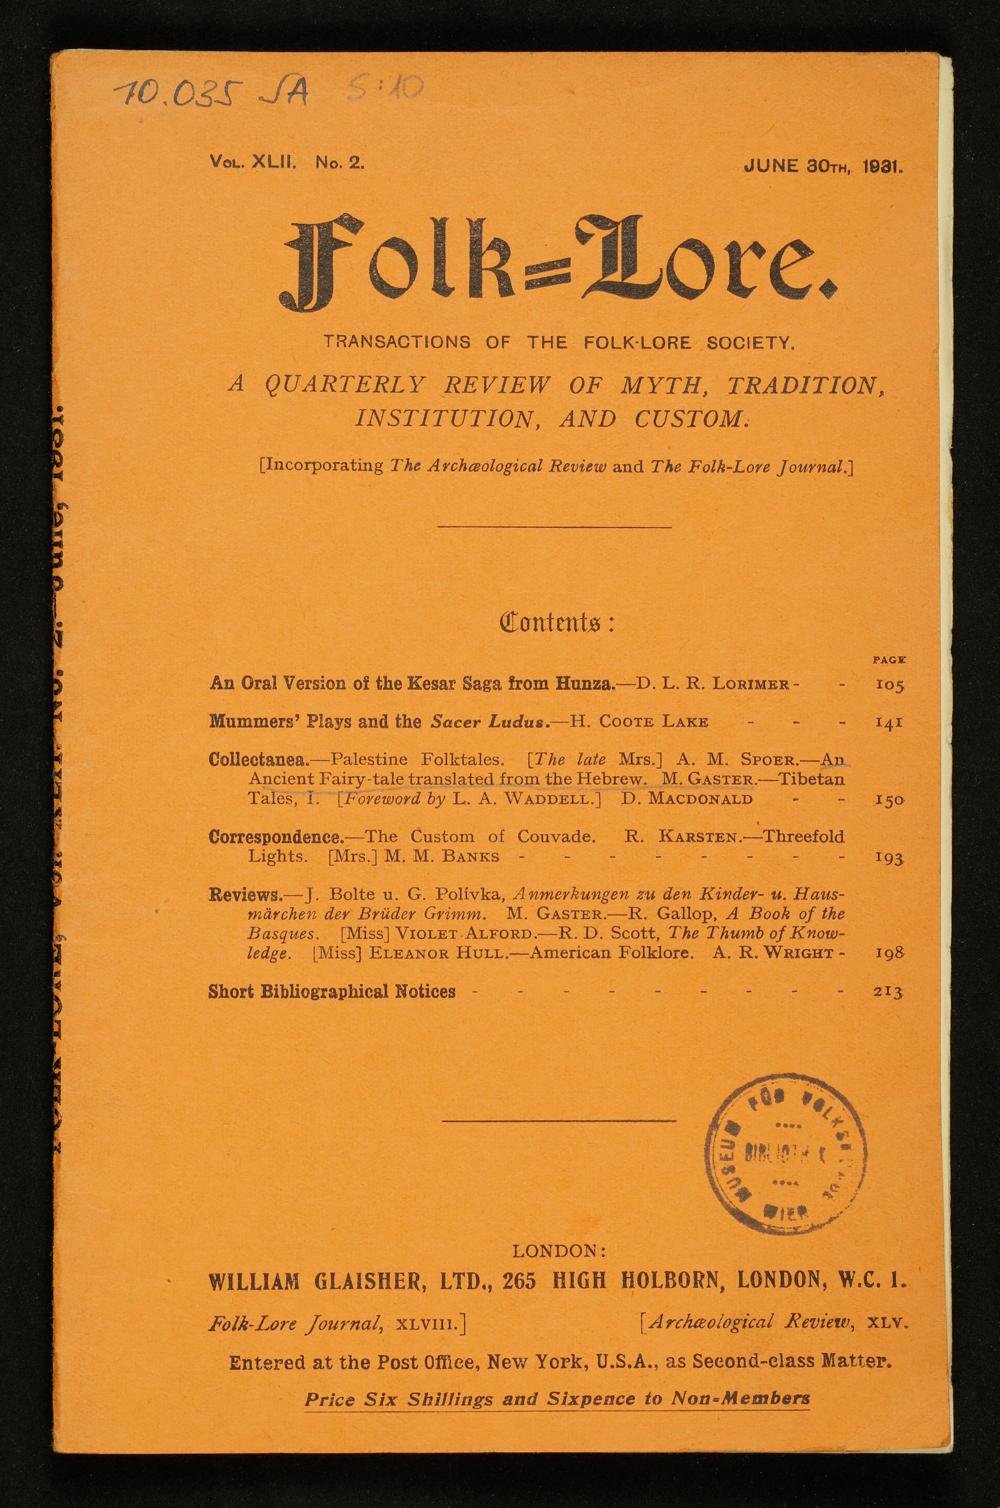 10.035 SA S:10
VOL. XLII. No. 2. JUNE 30TH, 1931.
Folk=Lore.
TRANSACTIONS OF THE FOLK-LORE SOCIETY.
A QUARTERLY REVIEW OF MYTH, TRADITION,
INSTITUTION, AND CUSTOM.
[Incorporating The Archæological Review and The Folk-Lore Journal.]
Contents:
PAGE
An Oral Version of the Kesar Saga from Hunza.—D. L. R. LORIMER - - 105
Mummers' Plays and the Sacer Ludus.—H. COOTE LAKE - - - 141
Collectanea.—Palestine Folktales. [The late Mrs.] A. M. SPOER.—An
Ancient Fairy-tale translated from the Hebrew. M. GASTER.—Tibetan
Tales, I. [Foreword by L. A. WADDELL.] D. MACDONALD - - 150
Correspondence.—The Custom of Couvade. R. KARSTEN.—Threefold
Lights. [Mrs.] M. M. BANKS - - - - - - - - 193
Reviews.—J. Bolte u. G. Polívka, Anmerkungen zu den Kinder- u. Haus-
märchen der Brüder Grimm. M. GASTER.—R. Gallop, A Book of the
Basques. [Miss] VIOLET ALFORD.—R. D. Scott, The Thumb of Know-
ledge. [Miss] ELEANOR HULL.—American Folklore. A. R. WRIGHT - 198
Short Bibliographical Notices - - - - - - - - - 213
MUSEUM FÜR VOLKSKUNDE
BIBLIOTHEK
WIEN
LONDON:
WILLIAM GLAISHER, LTD., 265 HIGH HOLBORN, LONDON, W.C. 1.
Folk-Lore Journal, XLVIII.] [Archæological Review, XLV.
Entered at the Post Office, New York, U.S.A., as Second-class Matter.
Price Six Shillings and Sixpence to Non=Members